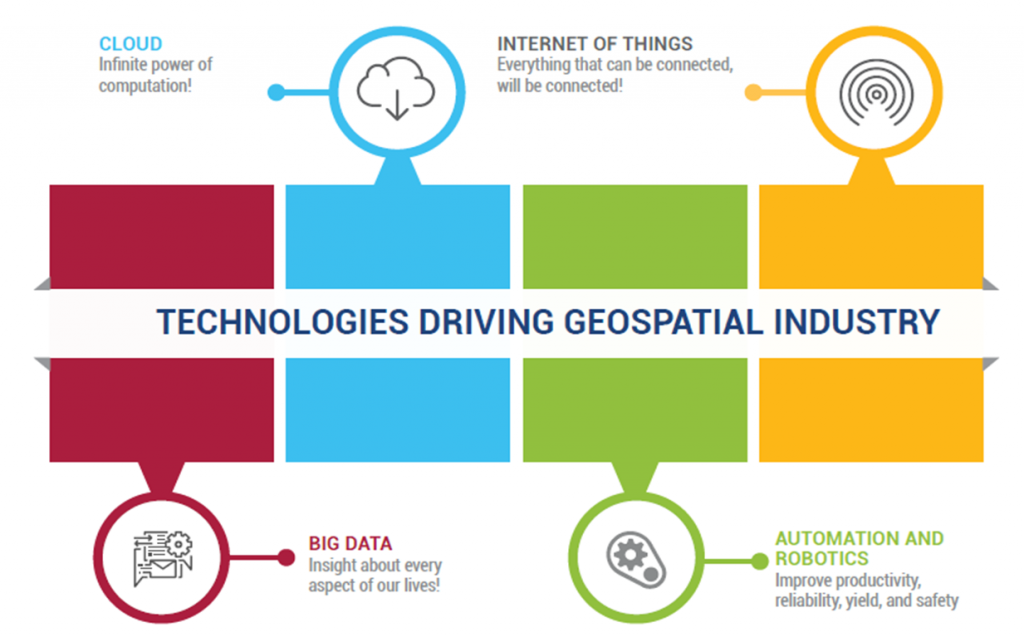 CLOUD
Infinite power of
computation!
INTERNET OF THINGS
Everything that can be connected,
will be connected!
TECHNOLOGIES DRIVING GEOSPATIAL INDUSTRY
BIG DATA
Insight about every
aspect of our lives!
AUTOMATION AND
ROBOTICS
Improve productivity,
reliability, yield, and safety